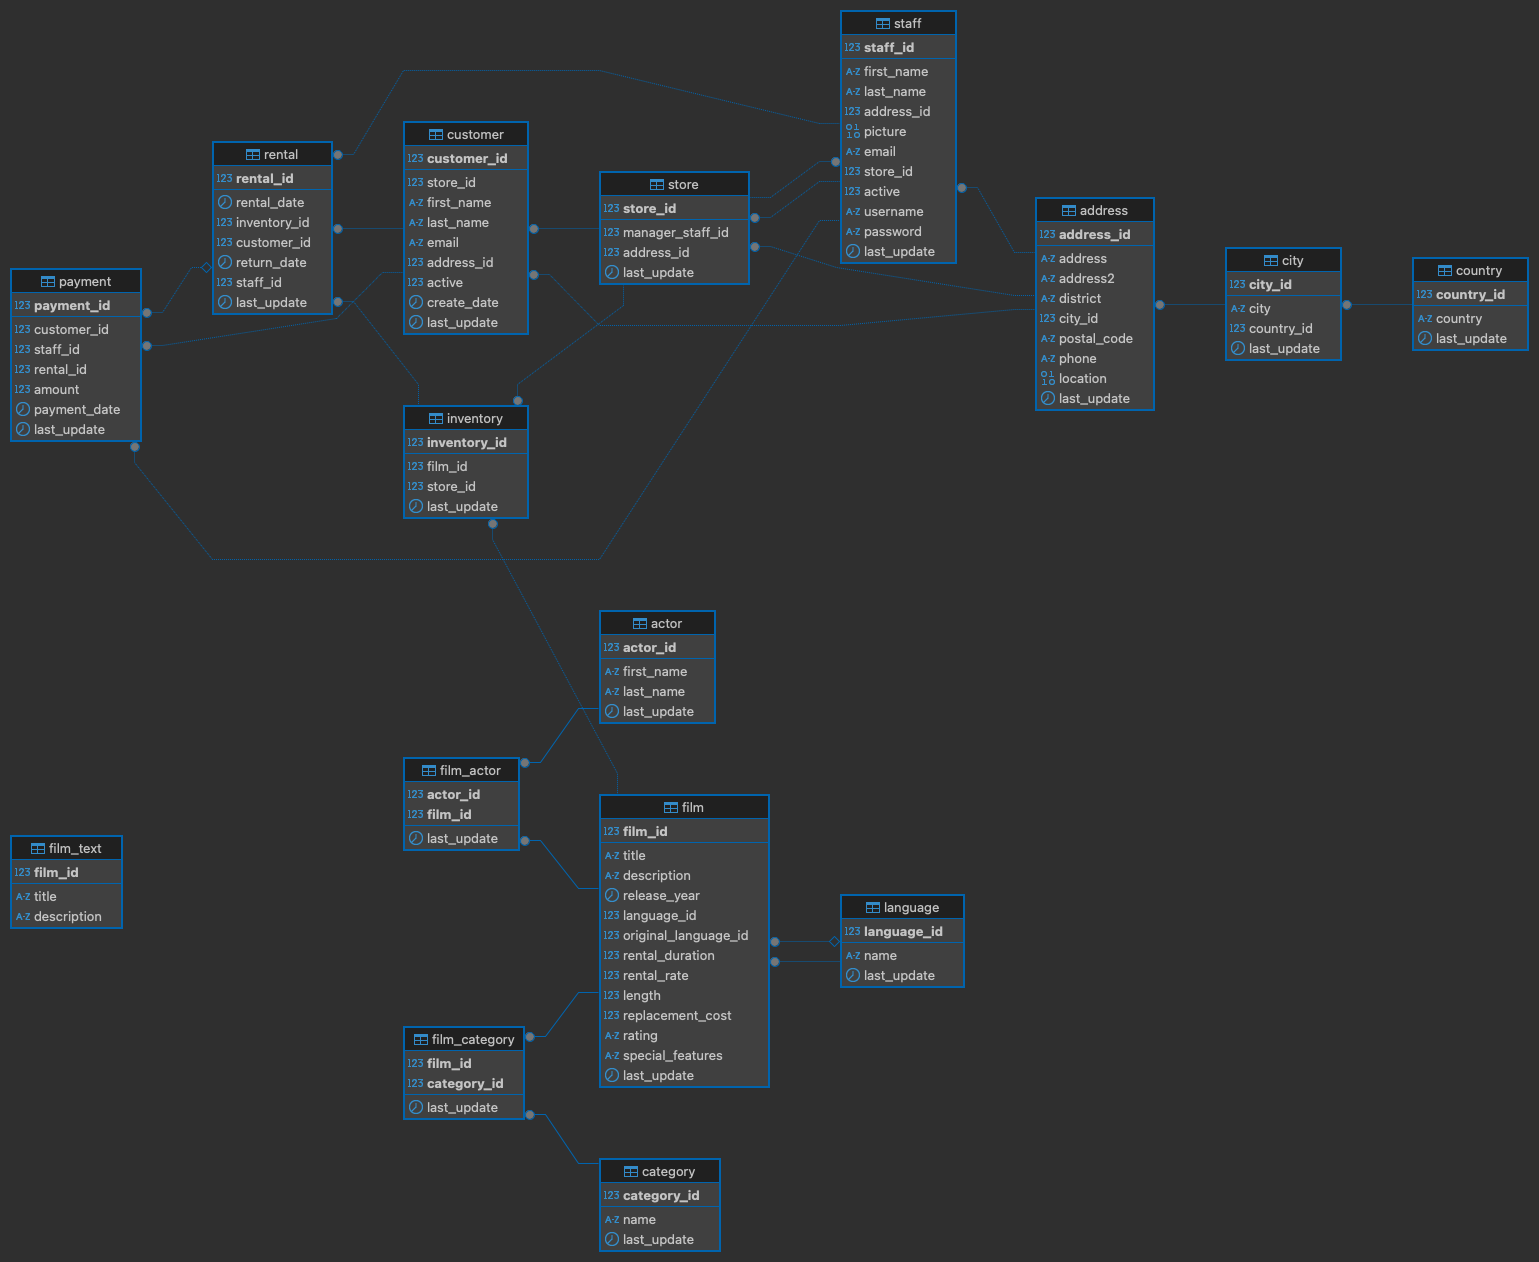 staff
123 staff_id
A-Z first_name
A-Z last_name
123 address_id
01 10 picture
A-Z email
123 store_id
123 active
A-Z username
A-Z password
last_update
customer
123 customer_id
123 store_id
A-Z first_name
A-Z last_name
A-Z email
123 address_id
123 active
create_date
last_update
rental
123 rental_id
rental_date
123 inventory_id
123 customer_id
return_date
123 staff_id
last_update
store
123 store_id
123 manager_staff_id
123 address_id
last_update
address
123 address_id
A-Z address
A-Z address2
A-Z district
123 city_id
A-Z postal_code
A-Z phone
01 10 location
last_update
city
123 city_id
A-Z city
123 country_id
last_update
country
123 country_id
A-Z country
last_update
payment
123 payment_id
123 customer_id
123 staff_id
123 rental_id
123 amount
payment_date
last_update
inventory
123 inventory_id
123 film_id
123 store_id
last_update
actor
123 actor_id
A-Z first_name
A-Z last_name
last_update
film_actor
123 actor_id
123 film_id
last_update
film
123 film_id
A-Z title
A-Z description
release_year
123 language_id
123 original_language_id
123 rental_duration
123 rental_rate
123 length
123 replacement_cost
A-Z rating
A-Z special_features
last_update
film_text
123 film_id
A-Z title
A-Z description
language
123 language_id
A-Z name
last_update
film_category
123 film_id
123 category_id
last_update
category
123 category_id
A-Z name
last_update